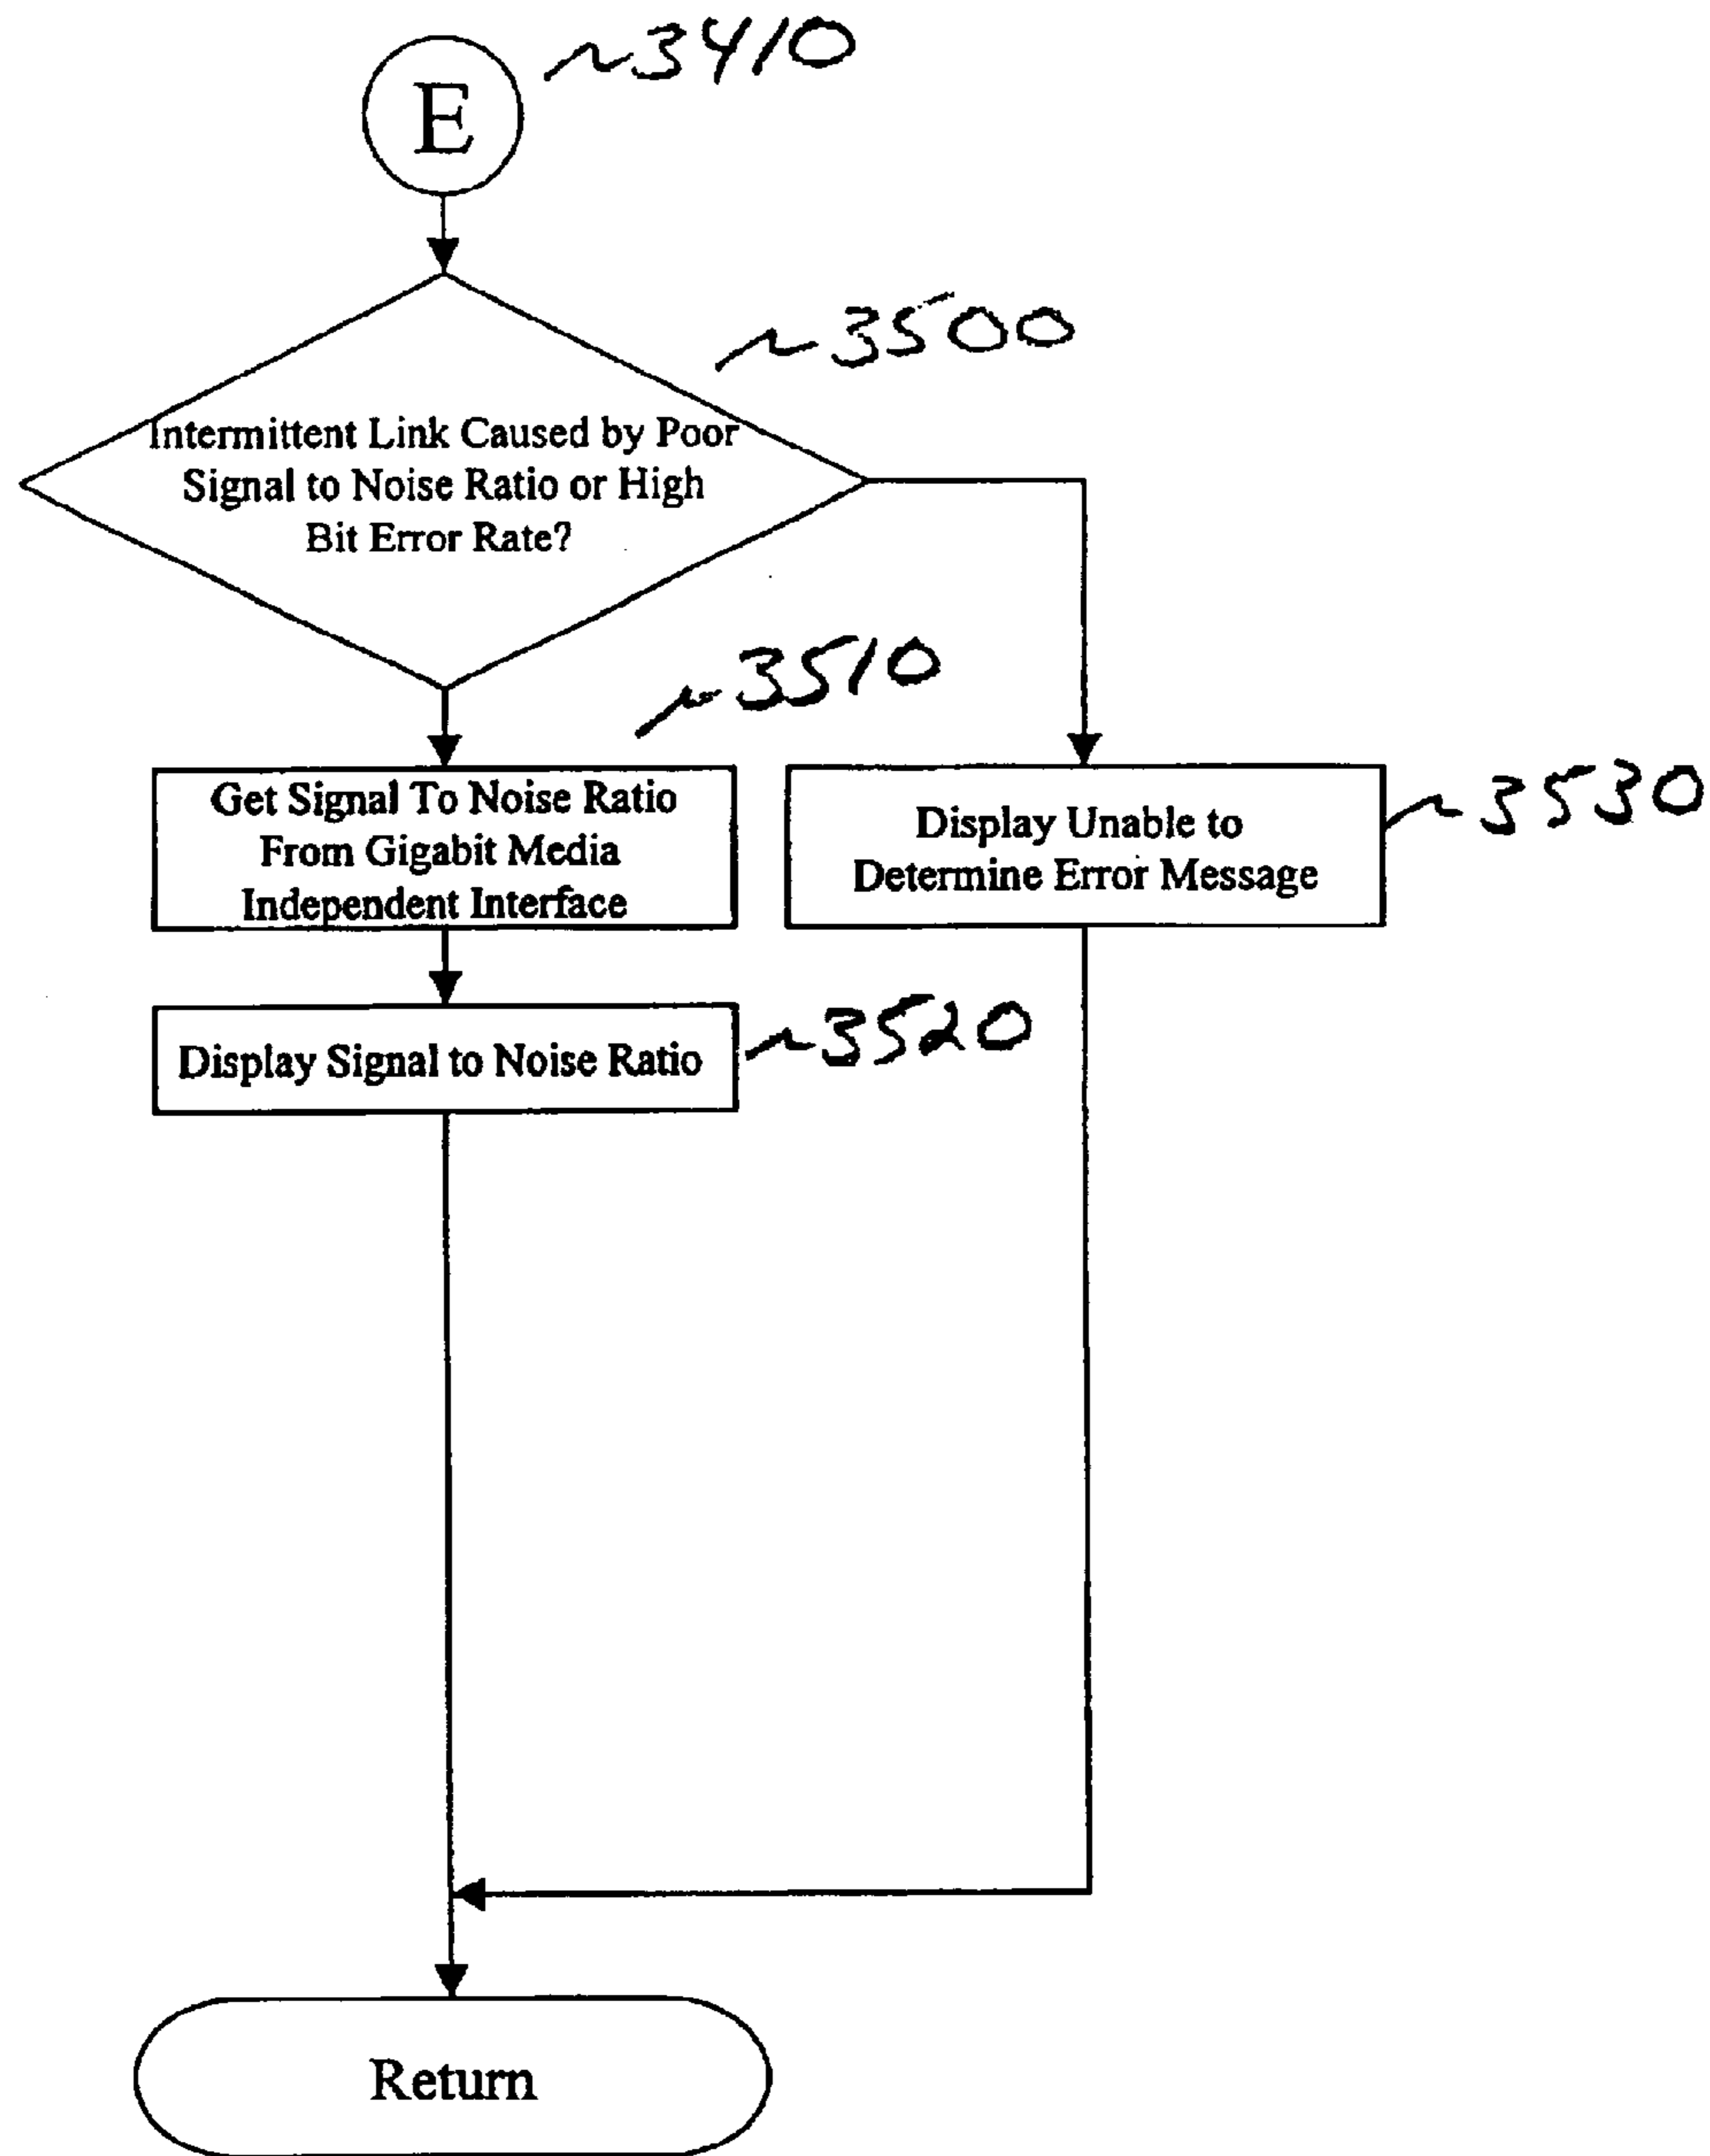 E
~3410
~3500
Intermittent Link Caused by Poor
Signal to Noise Ratio or High
Bit Error Rate?
~3510
Get Signal To Noise Ratio
From Gigabit Media
Independent Interface
Display Unable to
Determine Error Message
~3530
Display Signal to Noise Ratio
~3520
Return